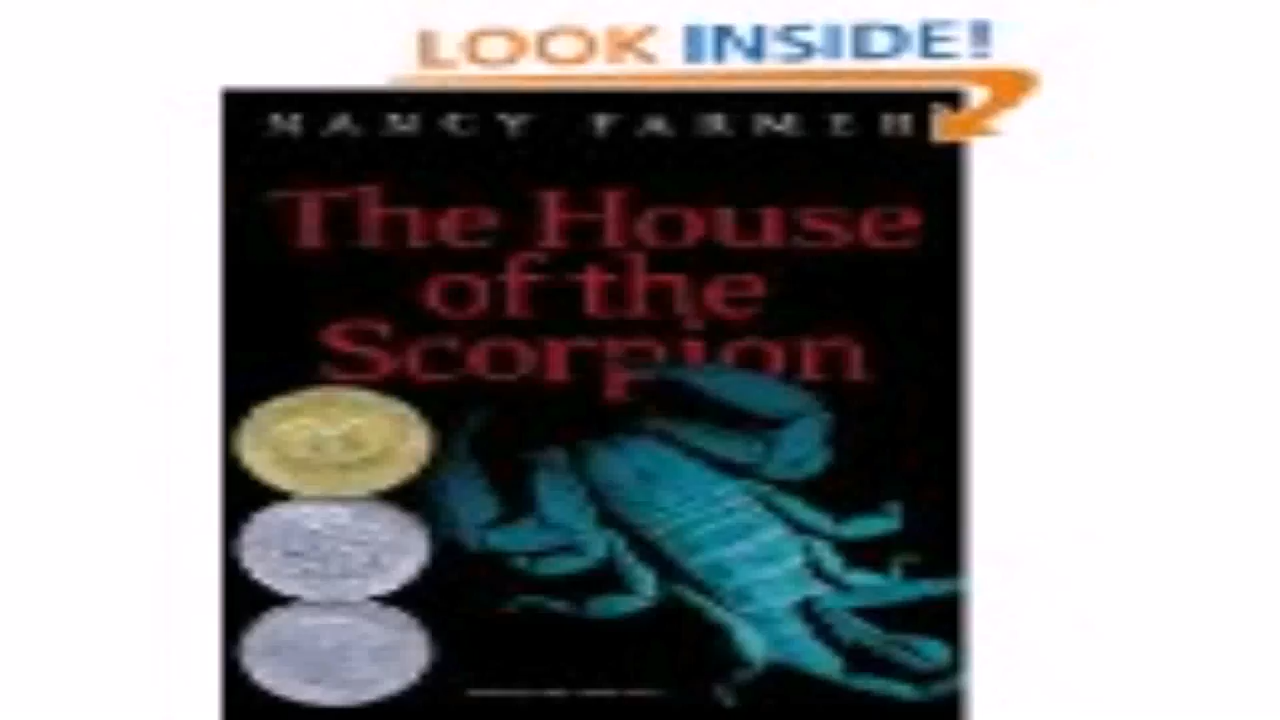 LOOK INSIDE!
NANCY FARMER
The House
of the
Scorpion